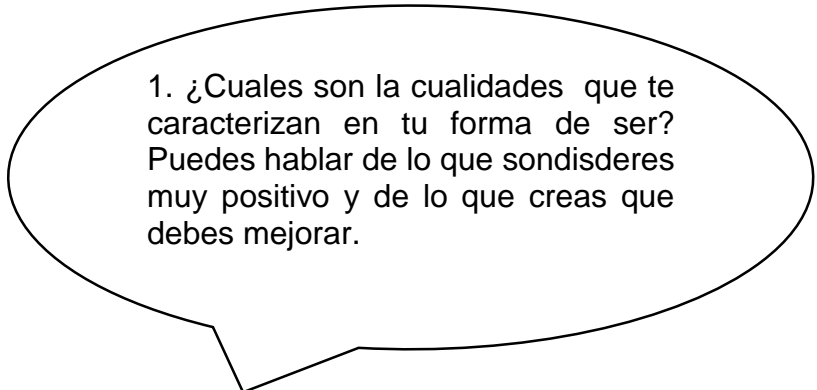 1. ¿Cuales son la cualidades que te
caracterizan en tu forma de ser?
Puedes hablar de lo que sondisderes
muy positivo y de lo que creas que
debes mejorar.